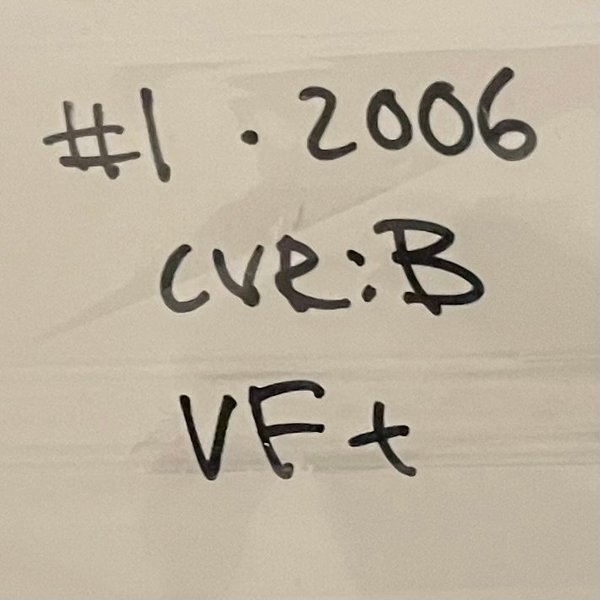 #1 · 2006
CVR:B
VF+